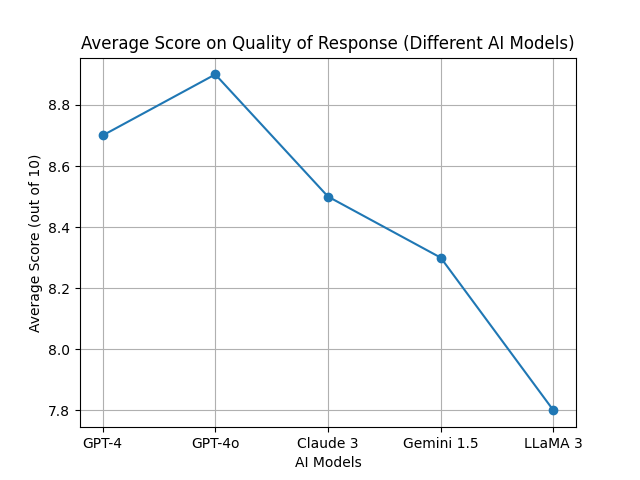 Average Score on Quality of Response (Different AI Models)
Average Score (out of 10)
8.8
8.6
8.4
8.2
8.0
7.8
GPT-4 GPT-4o Claude 3 Gemini 1.5 LLaMA 3
AI Models